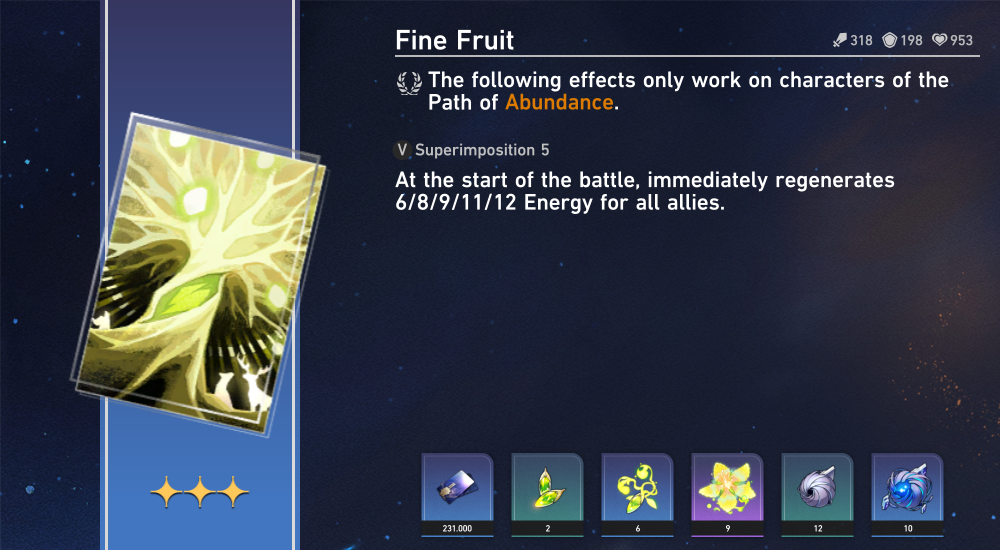 Fine Fruit
318 198 953
The following effects only work on characters of the
Path of Abundance.
V Superimposition 5
At the start of the battle, immediately regenerates
6/8/9/11/12 Energy for all allies.
231.000 2 6 9 12 10